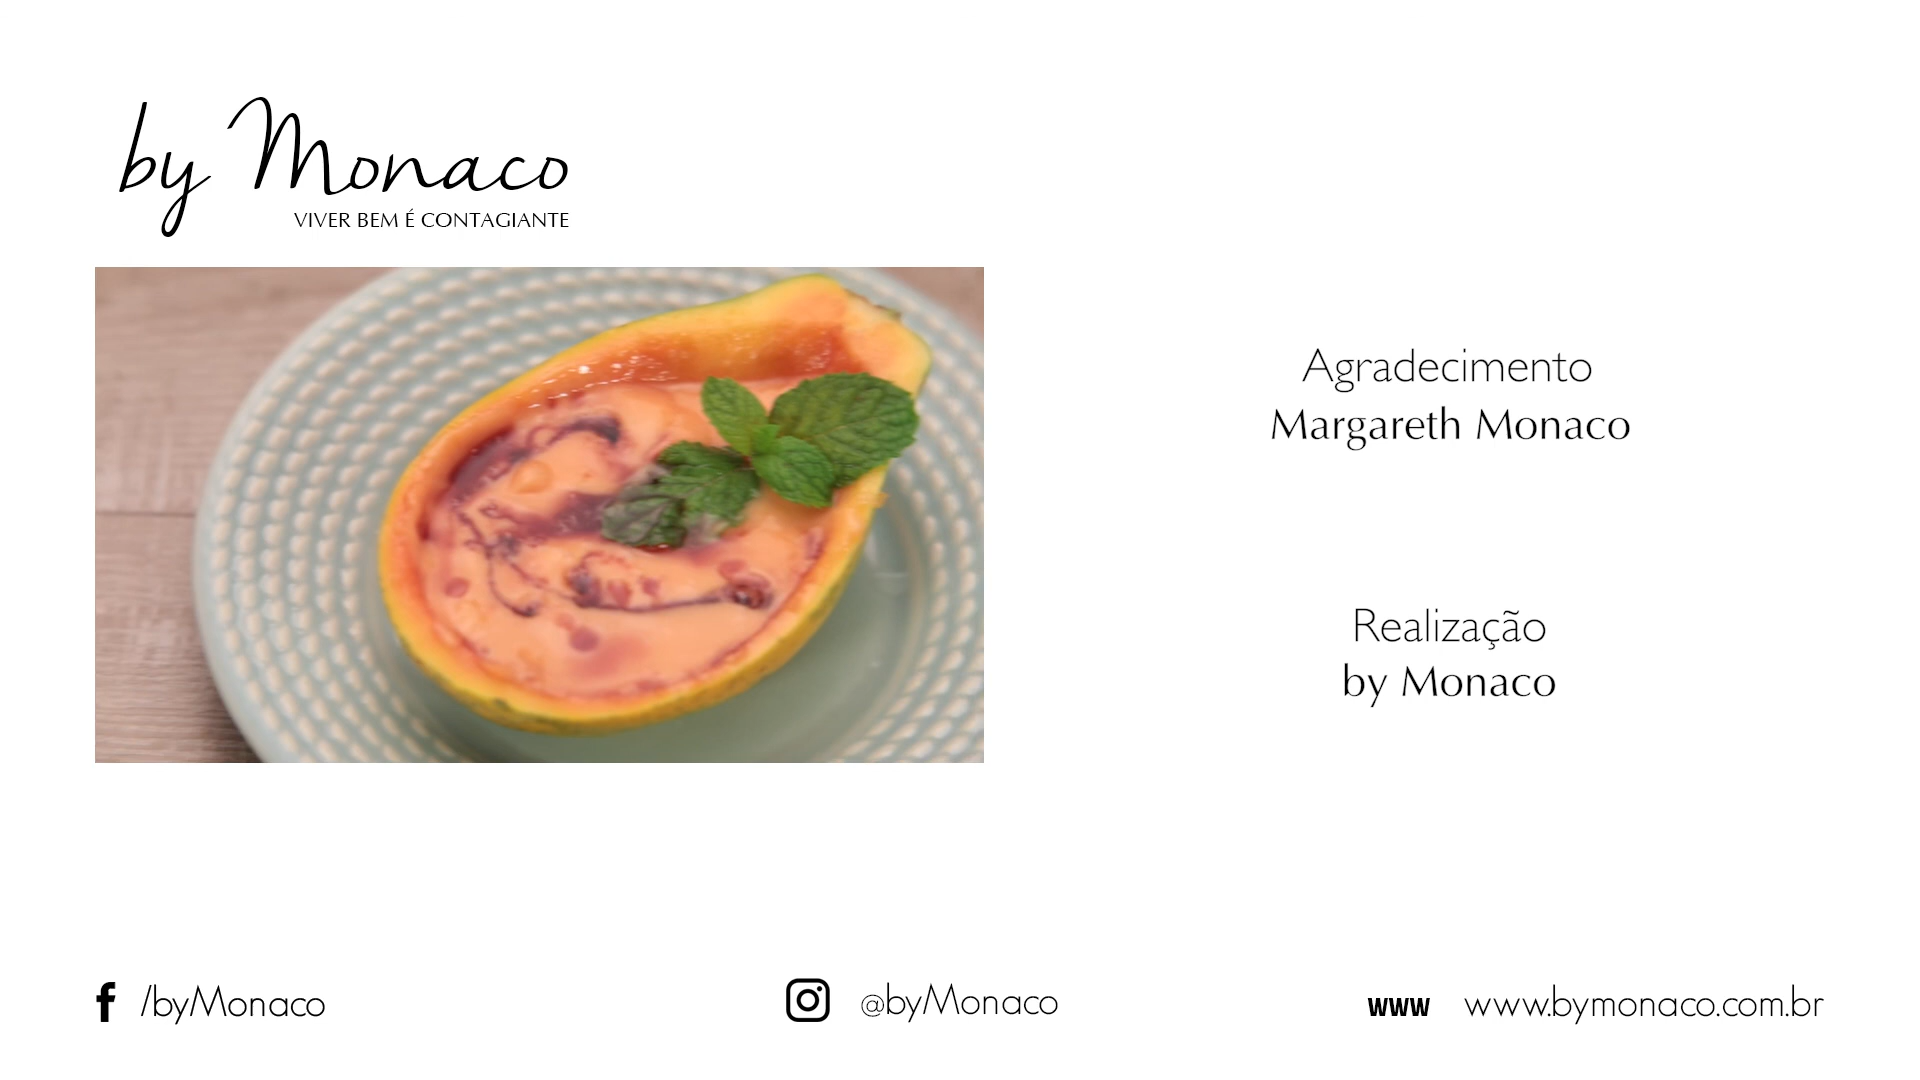 by Monaco
VIVER BEM É CONTAGIANTE
Agradecimento
Margareth Monaco
Realização
by Monaco
/byMonaco
@byMonaco
www www.bymonaco.com.br